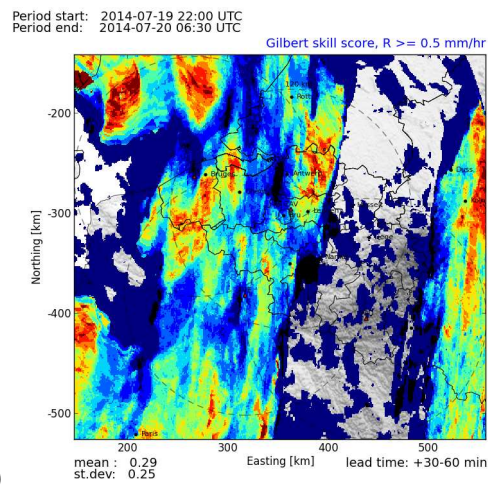 Period start: 2014-07-19 22:00 UTC
Period end: 2014-07-20 06:30 UTC
Gilbert skill score, R >= 0.5 mm/hr
Northing [km]
-200
-300
-400
-500
Antwerp
Paris
200
300
400
500
Easting [km]
mean : 0.29
st.dev: 0.25
lead time: +30-60 min